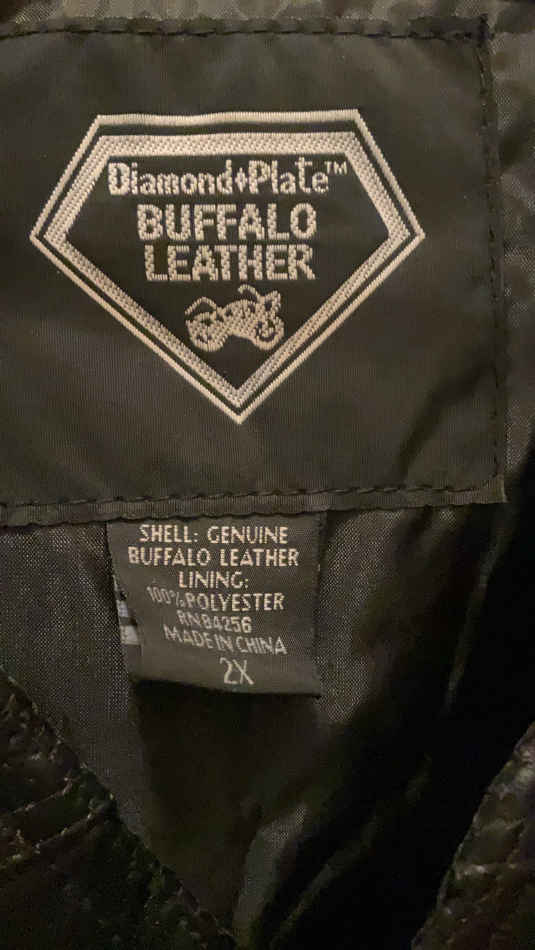 Diamond♦Plate™
BUFFALO
LEATHER
SHELL: GENUINE
BUFFALO LEATHER
LINING:
100% POLYESTER
RN84256
MADE IN CHINA
2X